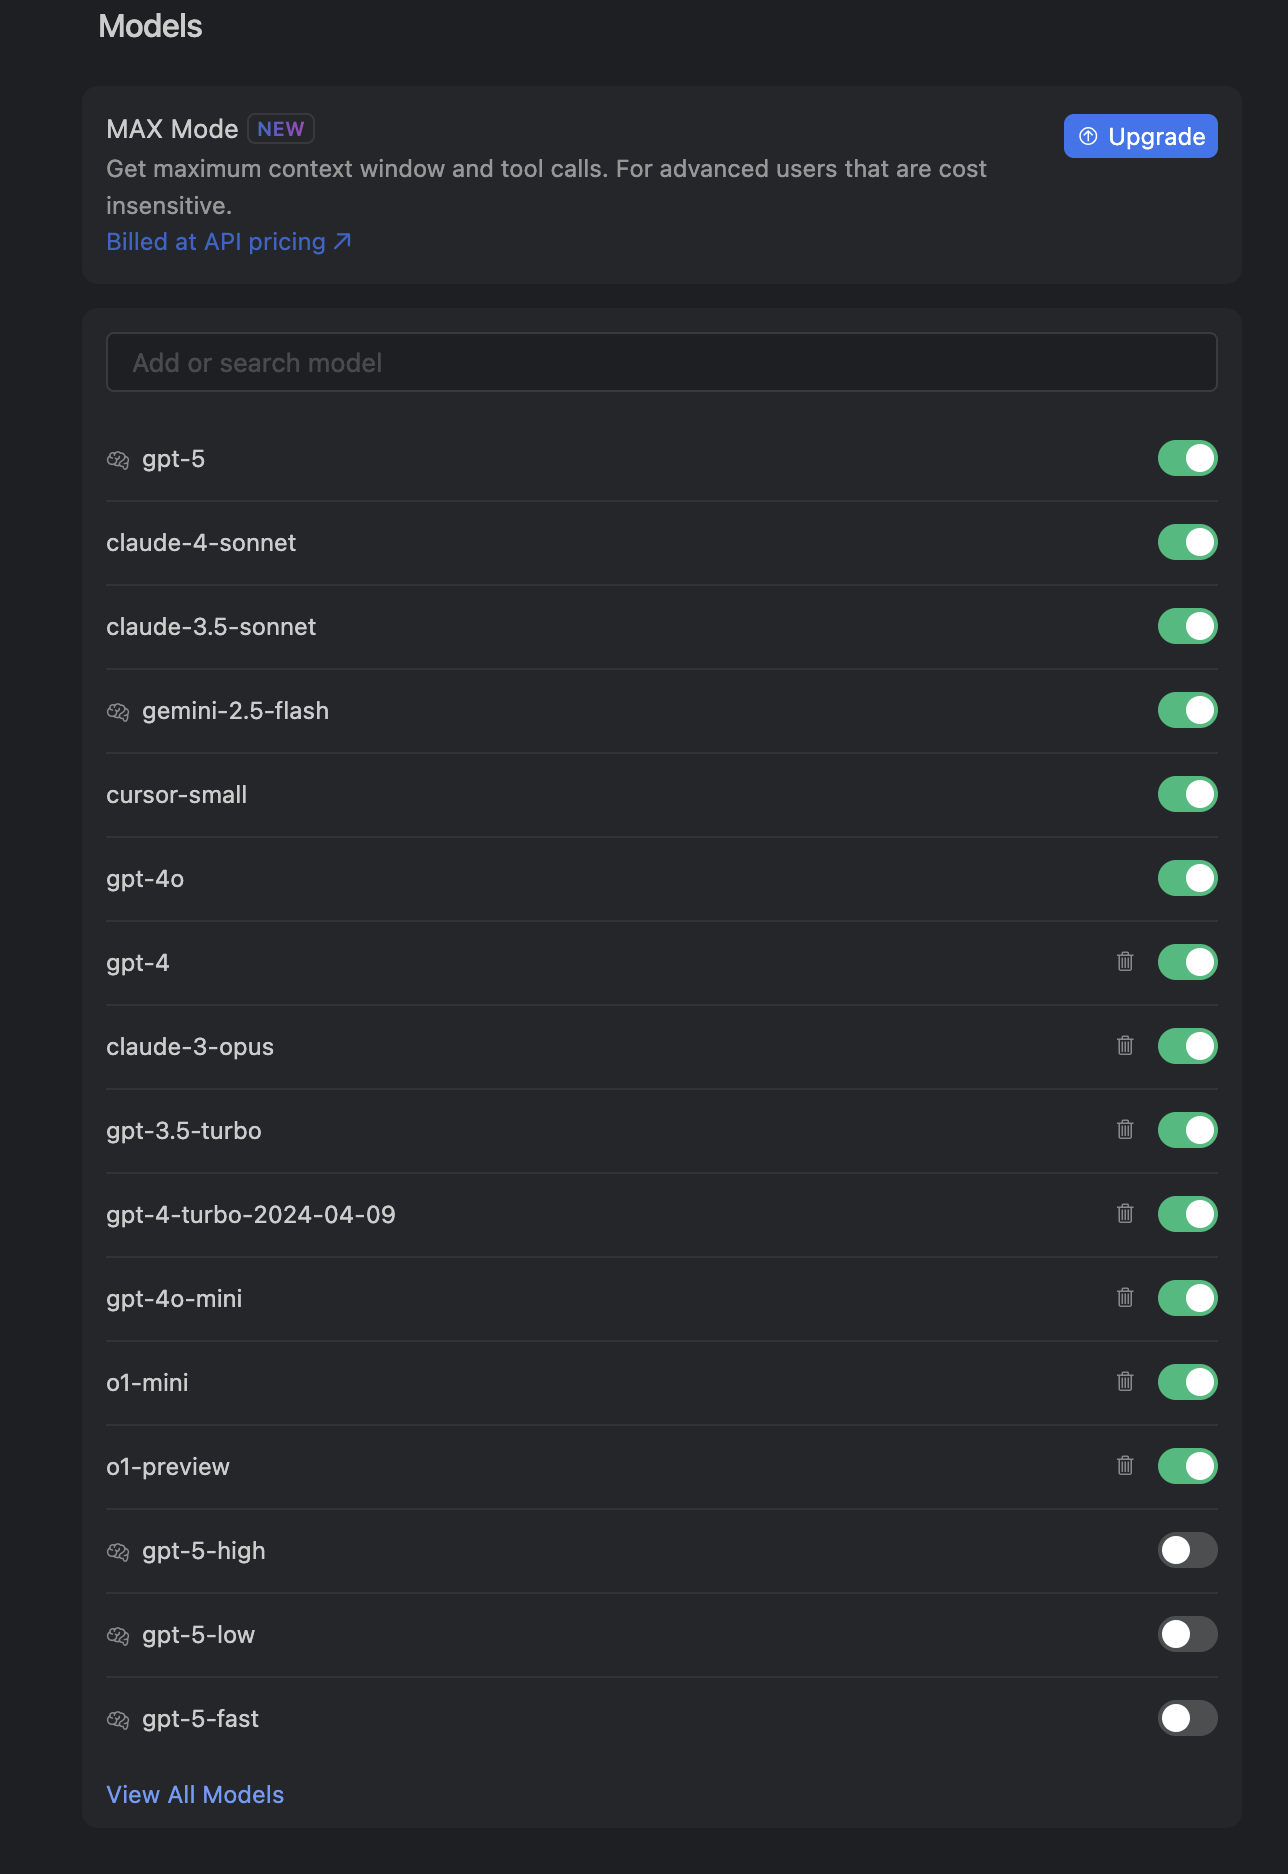 Models
MAX Mode NEW
Upgrade
Get maximum context window and tool calls. For advanced users that are cost
insensitive.
Billed at API pricing
Add or search model
gpt-5
claude-4-sonnet
claude-3.5-sonnet
gemini-2.5-flash
cursor-small
gpt-4o
gpt-4
claude-3-opus
gpt-3.5-turbo
gpt-4-turbo-2024-04-09
gpt-4o-mini
o1-mini
o1-preview
gpt-5-high
gpt-5-low
gpt-5-fast
View All Models